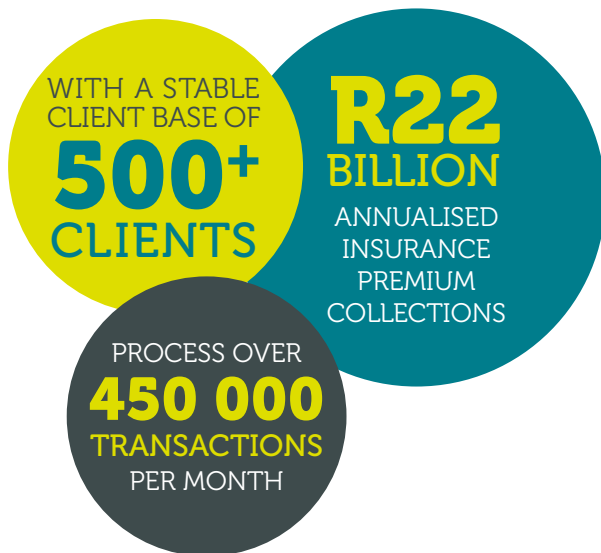 WITH A STABLE
CLIENT BASE OF
500+
CLIENTS
R22
BILLION
ANNUALISED
INSURANCE
PREMIUM
COLLECTIONS
PROCESS OVER
450 000
TRANSACTIONS
PER MONTH